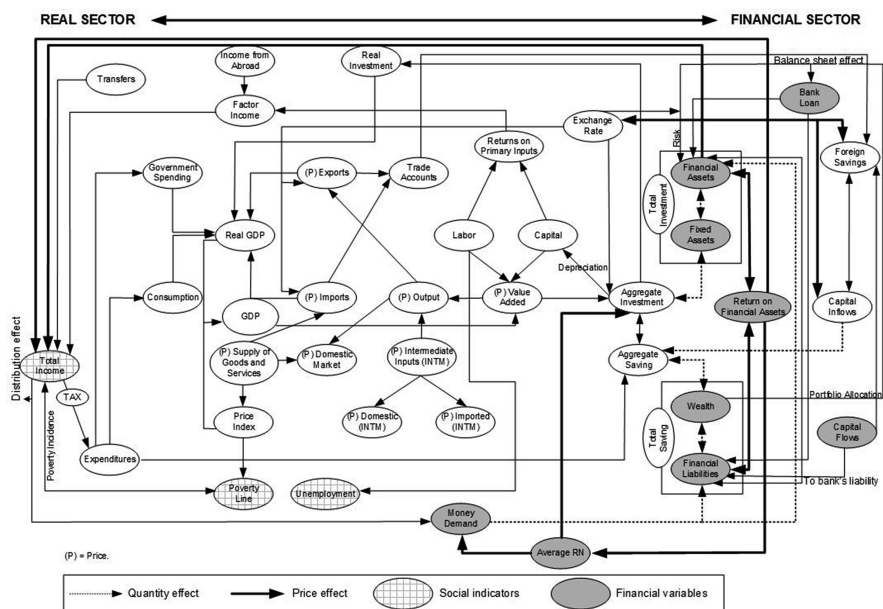 REAL SECTOR
FINANCIAL SECTOR
Income from
Abroad
Real
Investment
Balance sheet effect
Transfers
Bank
Loan
Factor
Income
Exchange
Rate
Returns on
Primary Inputs
Risk
Foreign
Savings
Government
Spending
(P) Exports
Trade
Accounts
Financial
Assets
Total Investment
Real GDP
Labor
Capital
Fixed
Assets
Depreciation
Consumption
(P) Imports
(P) Output
(P) Value
Added
Aggregate
Investment
Return on
Financial Assets
Capital
Inflows
GDP
Distribution effect
Total
Income
(P) Supply of
Goods and
Services
(P) Domestic
Market
(P) Intermediate
Inputs (INTM)
Aggregate
Saving
TAX
Portfolio Allocation
Wealth
Price
Index
(P) Domestic
(INTM)
(P) Imported
(INTM)
Total
Saving
Capital
Flows
Poverty Incidence
Expenditures
Financial
Liabilities
To bank's liability
Poverty
Line
Unemployment
Money
Demand
Average RN
(P) = Price.
Quantity effect
Price effect
Social indicators
Financial variables